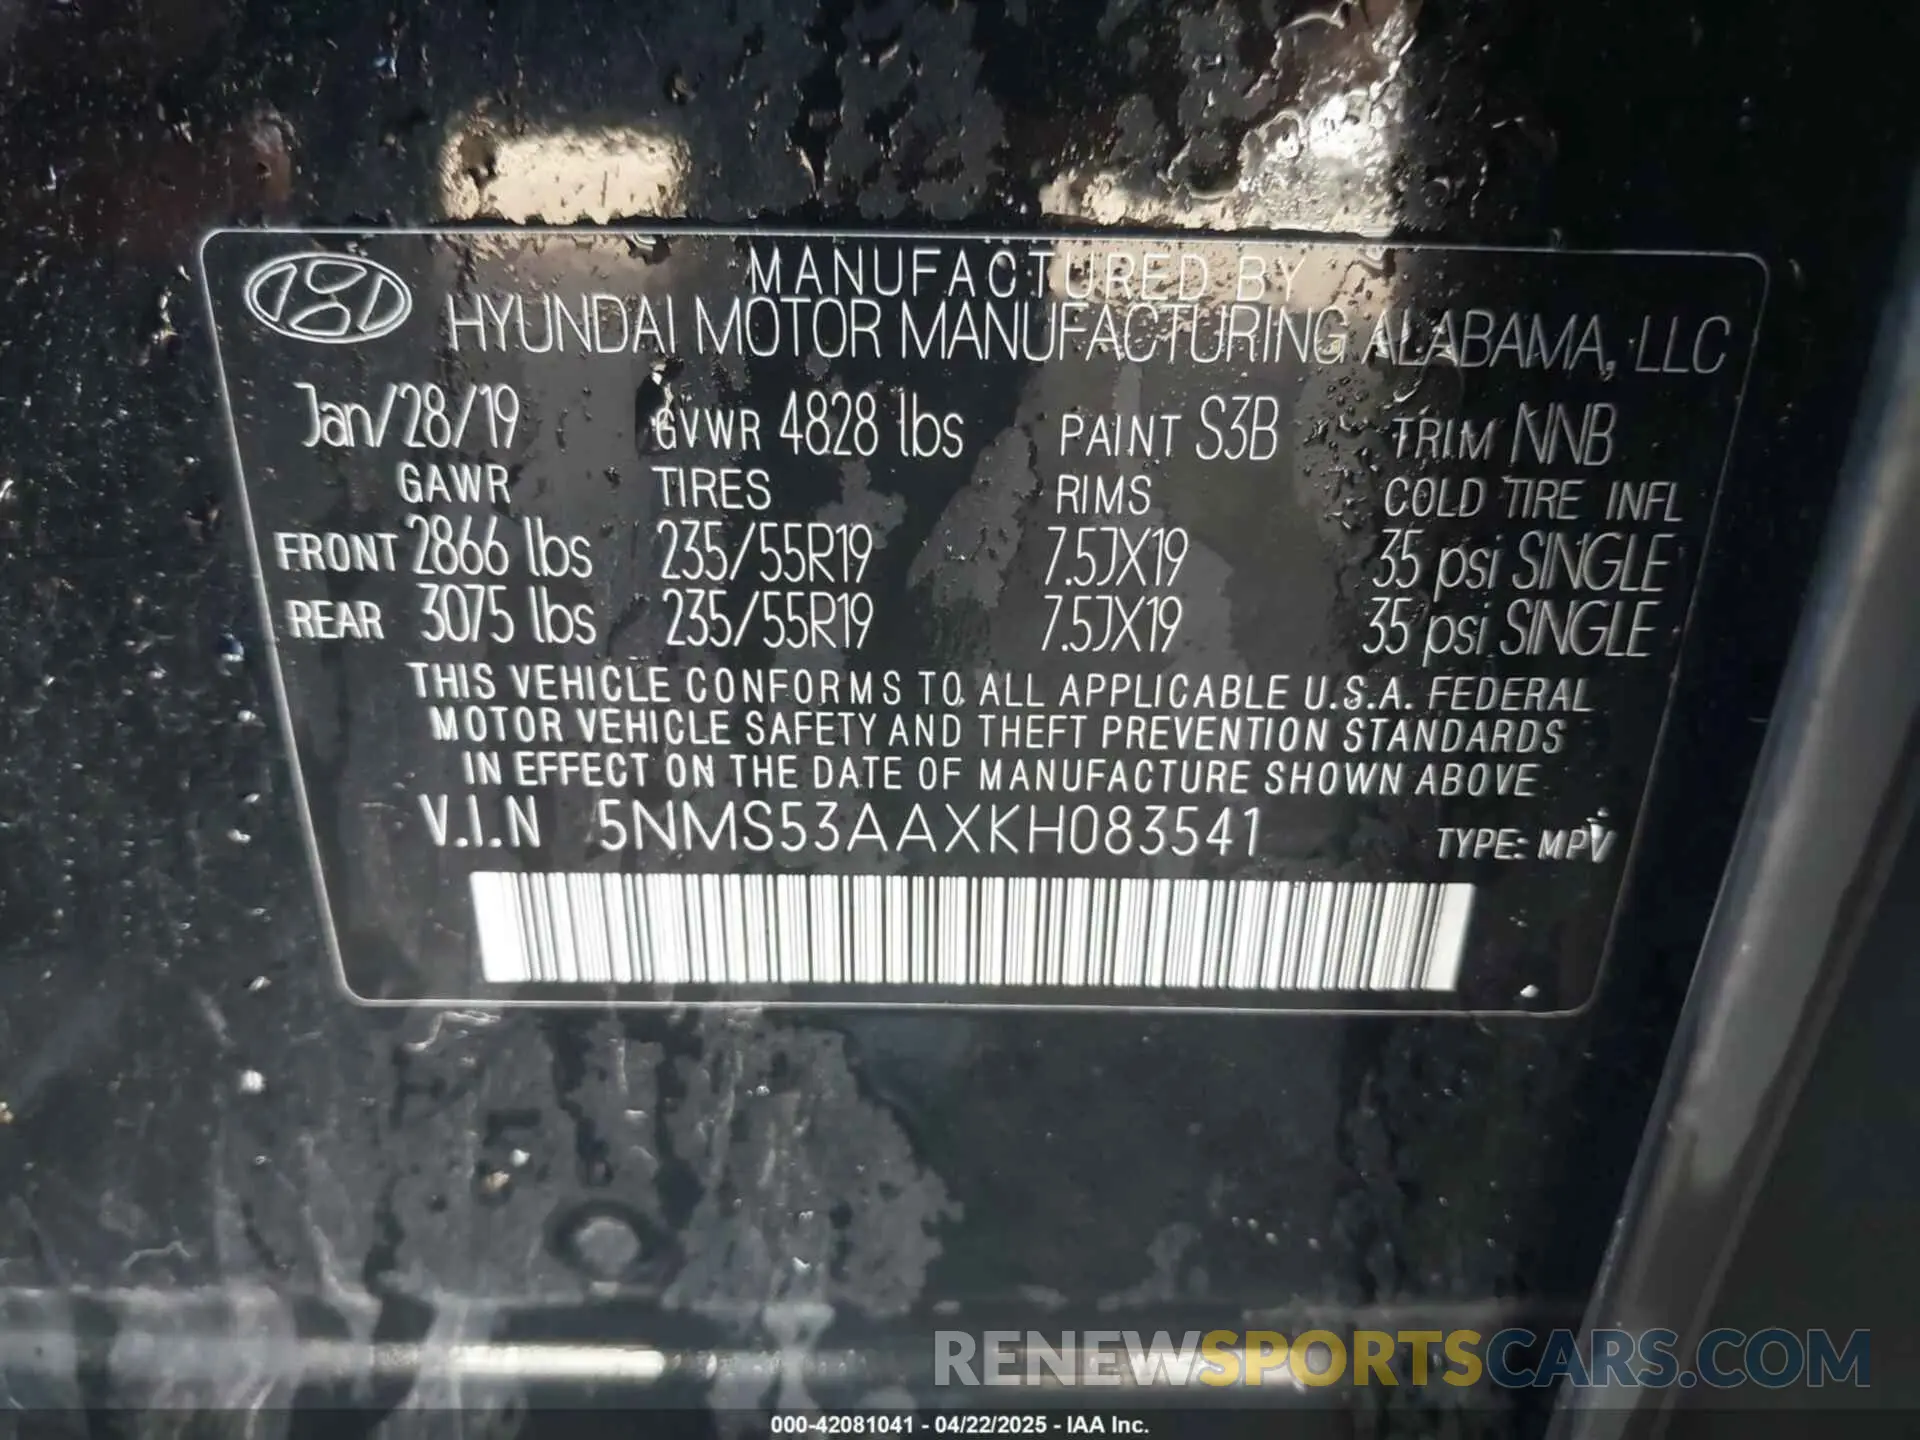 MANUFACTURED BY
HYUNDAI MOTOR MANUFACTURING ALABAMA, LLC
Jan/28/19 GVWR 4828 lbs PAINT S3B TRIM NNB
GAWR TIRES RIMS COLD TIRE INFL
FRONT 2866 lbs 235/55R19 7.5JX19 35 psi SINGLE
REAR 3075 lbs 235/55R19 7.5JX19 35 psi SINGLE
THIS VEHICLE CONFORMS TO ALL APPLICABLE U.S.A. FEDERAL
MOTOR VEHICLE SAFETY AND THEFT PREVENTION STANDARDS
IN EFFECT ON THE DATE OF MANUFACTURE SHOWN ABOVE
V.I.N 5NMS53AAXKH083541 TYPE: MPV
RENEWSPORTSCARS.COM
000-42081041 - 04/22/2025 - IAA Inc.